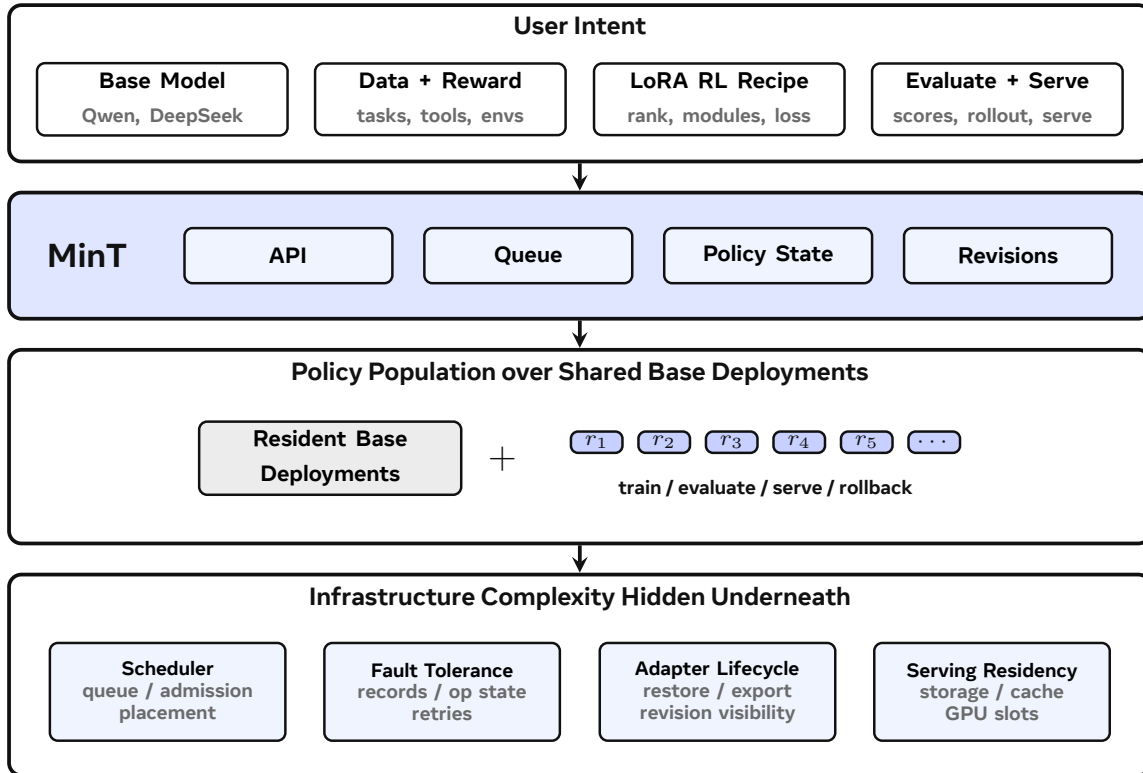 User Intent
Base Model
Qwen, DeepSeek
Data + Reward
tasks, tools, envs
LoRA RL Recipe
rank, modules, loss
Evaluate + Serve
scores, rollout, serve
MinT
API
Queue
Policy State
Revisions
Policy Population over Shared Base Deployments
Resident Base
Deployments
+
r1 r2 r3 r4 r5 ···
train / evaluate / serve / rollback
Infrastructure Complexity Hidden Underneath
Scheduler
queue / admission
placement
Fault Tolerance
records / op state
retries
Adapter Lifecycle
restore / export
revision visibility
Serving Residency
storage / cache
GPU slots